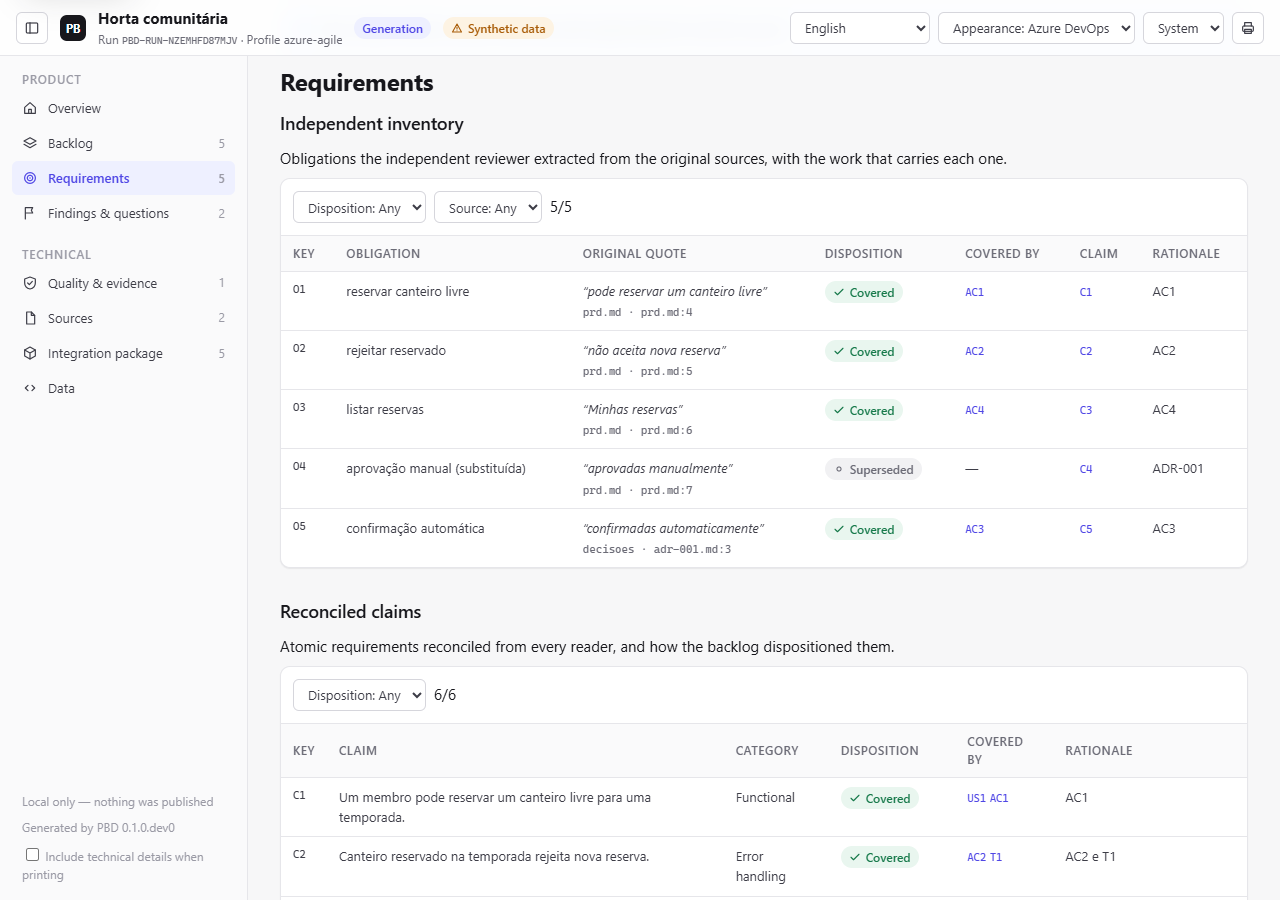 PB
Horta comunitária
Run PBD-RUN-NZEMHFD87MJV · Profile azure-agile
Generation
Synthetic data
English
Appearance: Azure DevOps
System
PRODUCT
Overview
Backlog 5
Requirements 5
Findings & questions 2
TECHNICAL
Quality & evidence 1
Sources 2
Integration package 5
Data
Local only — nothing was published
Generated by PBD 0.1.0.dev0
Include technical details when
printing
Requirements
Independent inventory
Obligations the independent reviewer extracted from the original sources, with the work that carries each one.
Disposition: Any Source: Any 5/5
KEY OBLIGATION ORIGINAL QUOTE DISPOSITION COVERED BY CLAIM RATIONALE
01 reservar canteiro livre “pode reservar um canteiro livre” Covered AC1 C1 AC1
prd.md · prd.md:4
02 rejeitar reservado “não aceita nova reserva” Covered AC2 C2 AC2
prd.md · prd.md:5
03 listar reservas “Minhas reservas” Covered AC4 C3 AC4
prd.md · prd.md:6
04 aprovação manual (substituída) “aprovadas manualmente” Superseded — C4 ADR-001
prd.md · prd.md:7
05 confirmação automática “confirmadas automaticamente” Covered AC3 C5 AC3
decisoes · adr-001.md:3
Reconciled claims
Atomic requirements reconciled from every reader, and how the backlog dispositioned them.
Disposition: Any 6/6
KEY CLAIM CATEGORY DISPOSITION COVERED BY RATIONALE
C1 Um membro pode reservar um canteiro livre para uma temporada. Functional Covered US1 AC1 AC1
C2 Canteiro reservado na temporada rejeita nova reserva. Error handling Covered AC2 T1 AC2 e T1